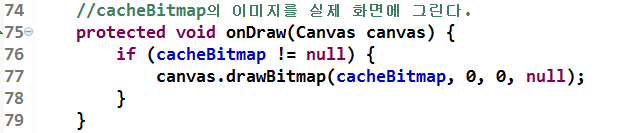 74 //cacheBitmap의 이미지를 실제 화면에 그린다.
75 protected void onDraw(Canvas canvas) {
76 if (cacheBitmap != null) {
77 canvas.drawBitmap(cacheBitmap, 0, 0, null);
78 }
79 }